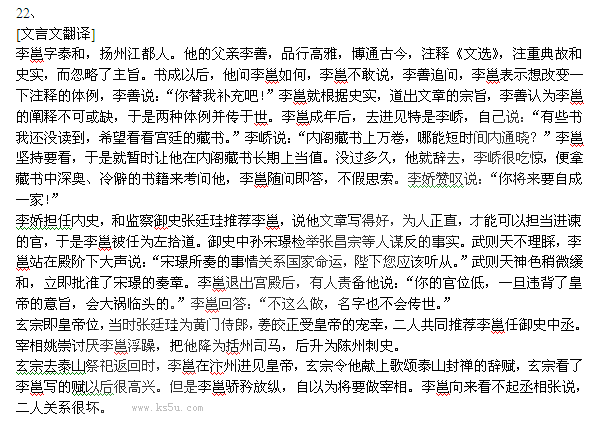 22、
[文言文翻译]
李邕字泰和，扬州江都人。他的父亲李善，品行高雅，博通古今，注释《文选》，注重典故和
史实，而忽略了主旨。书成以后，他问李邕如何，李邕不敢说，李善追问，李邕表示想改变一
下注释的体例，李善说：“你替我补充吧！”李邕就根据史实，道出文章的宗旨，李善认为李邕
的阐释不可或缺，于是两种体例并传于世。李邕成年后，去进见特是李峤，自己说：“有些书
我还没读到，希望看看宫廷的藏书。”李峤说：“内阁藏书上万卷，哪能短时间内通晓？”李邕
坚持要看，于是就暂时让他在内阁藏书长期上当值。没过多久，他就辞去，李峤很吃惊，便拿
藏书中深奥、冷僻的书籍来考问他，李邕随问即答，不假思索。李娇赞叹说：“你将来要自成
一家！”
李娇担任内史，和监察御史张廷珪推荐李邕，说他文章写得好，为人正直，才能可以担当进谏
的官，于是李邕被任为左拾道。御史中孙宋璟检举张昌宗等人谋反的事实。武则天不理睬，李
邕站在殿阶下大声说：“宋璟所奏的事情关系国家命运，陛下您应该听从。”武则天神色稍微缓
和，立即批准了宋璟的奏章。李邕退出宫殿后，有人责备他说：“你的官位低，一旦违背了皇
帝的意旨，会大祸临头的。”李邕回答：“不这么做，名字也不会传世。”
玄宗即皇帝位，当时张廷珪为黄门侍郎，姜皎正受皇帝的宠幸，二人共同推荐李邕任御史中丞。
宰相姚崇讨厌李邕浮躁，把他降为括州司马，后升为陈州刺史。
玄宗去泰山祭祀返回时，李邕在汴州进见皇帝，玄宗令他献上歌颂泰山封禅的辞赋，玄宗看了
李邕写的赋以后很高兴。但是李邕骄矜放纵，自以为将要做宰相。李邕向来看不起丞相张说，
二人关系很坏。
www.ks5u.com